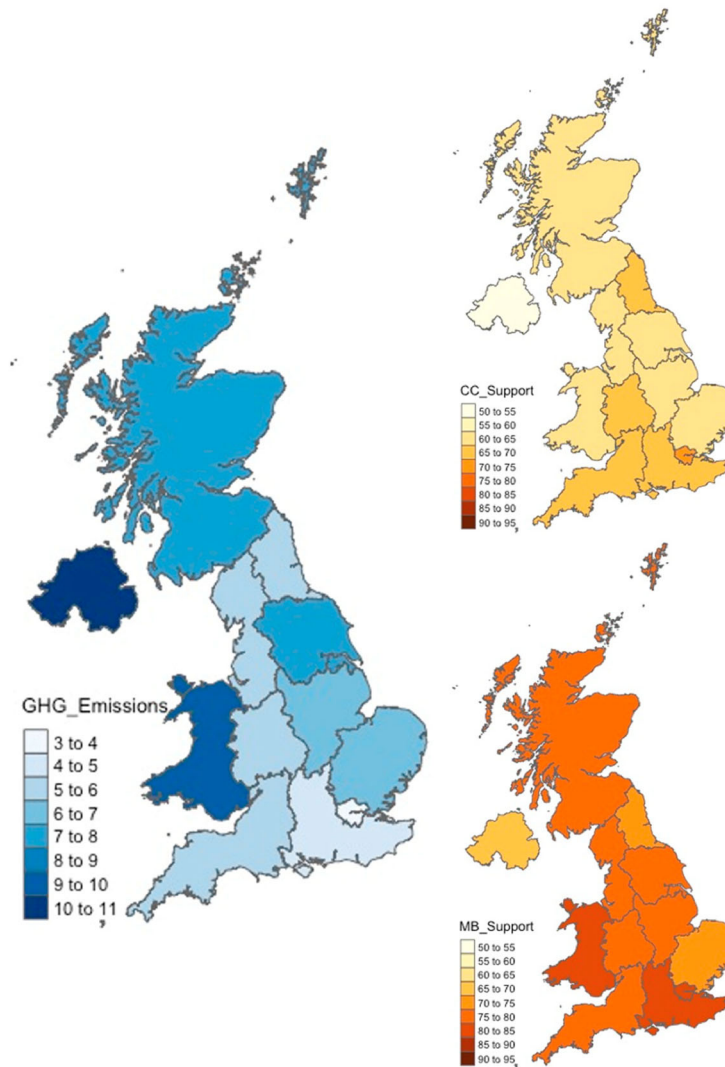 GHG_Emissions
3 to 4
4 to 5
5 to 6
6 to 7
7 to 8
8 to 9
9 to 10
10 to 11,
CC_Support
50 to 55
55 to 60
60 to 65
65 to 70
70 to 75
75 to 80
80 to 85
85 to 90
90 to 95,
MB_Support
50 to 55
55 to 60
60 to 65
65 to 70
70 to 75
75 to 80
80 to 85
85 to 90
90 to 95,